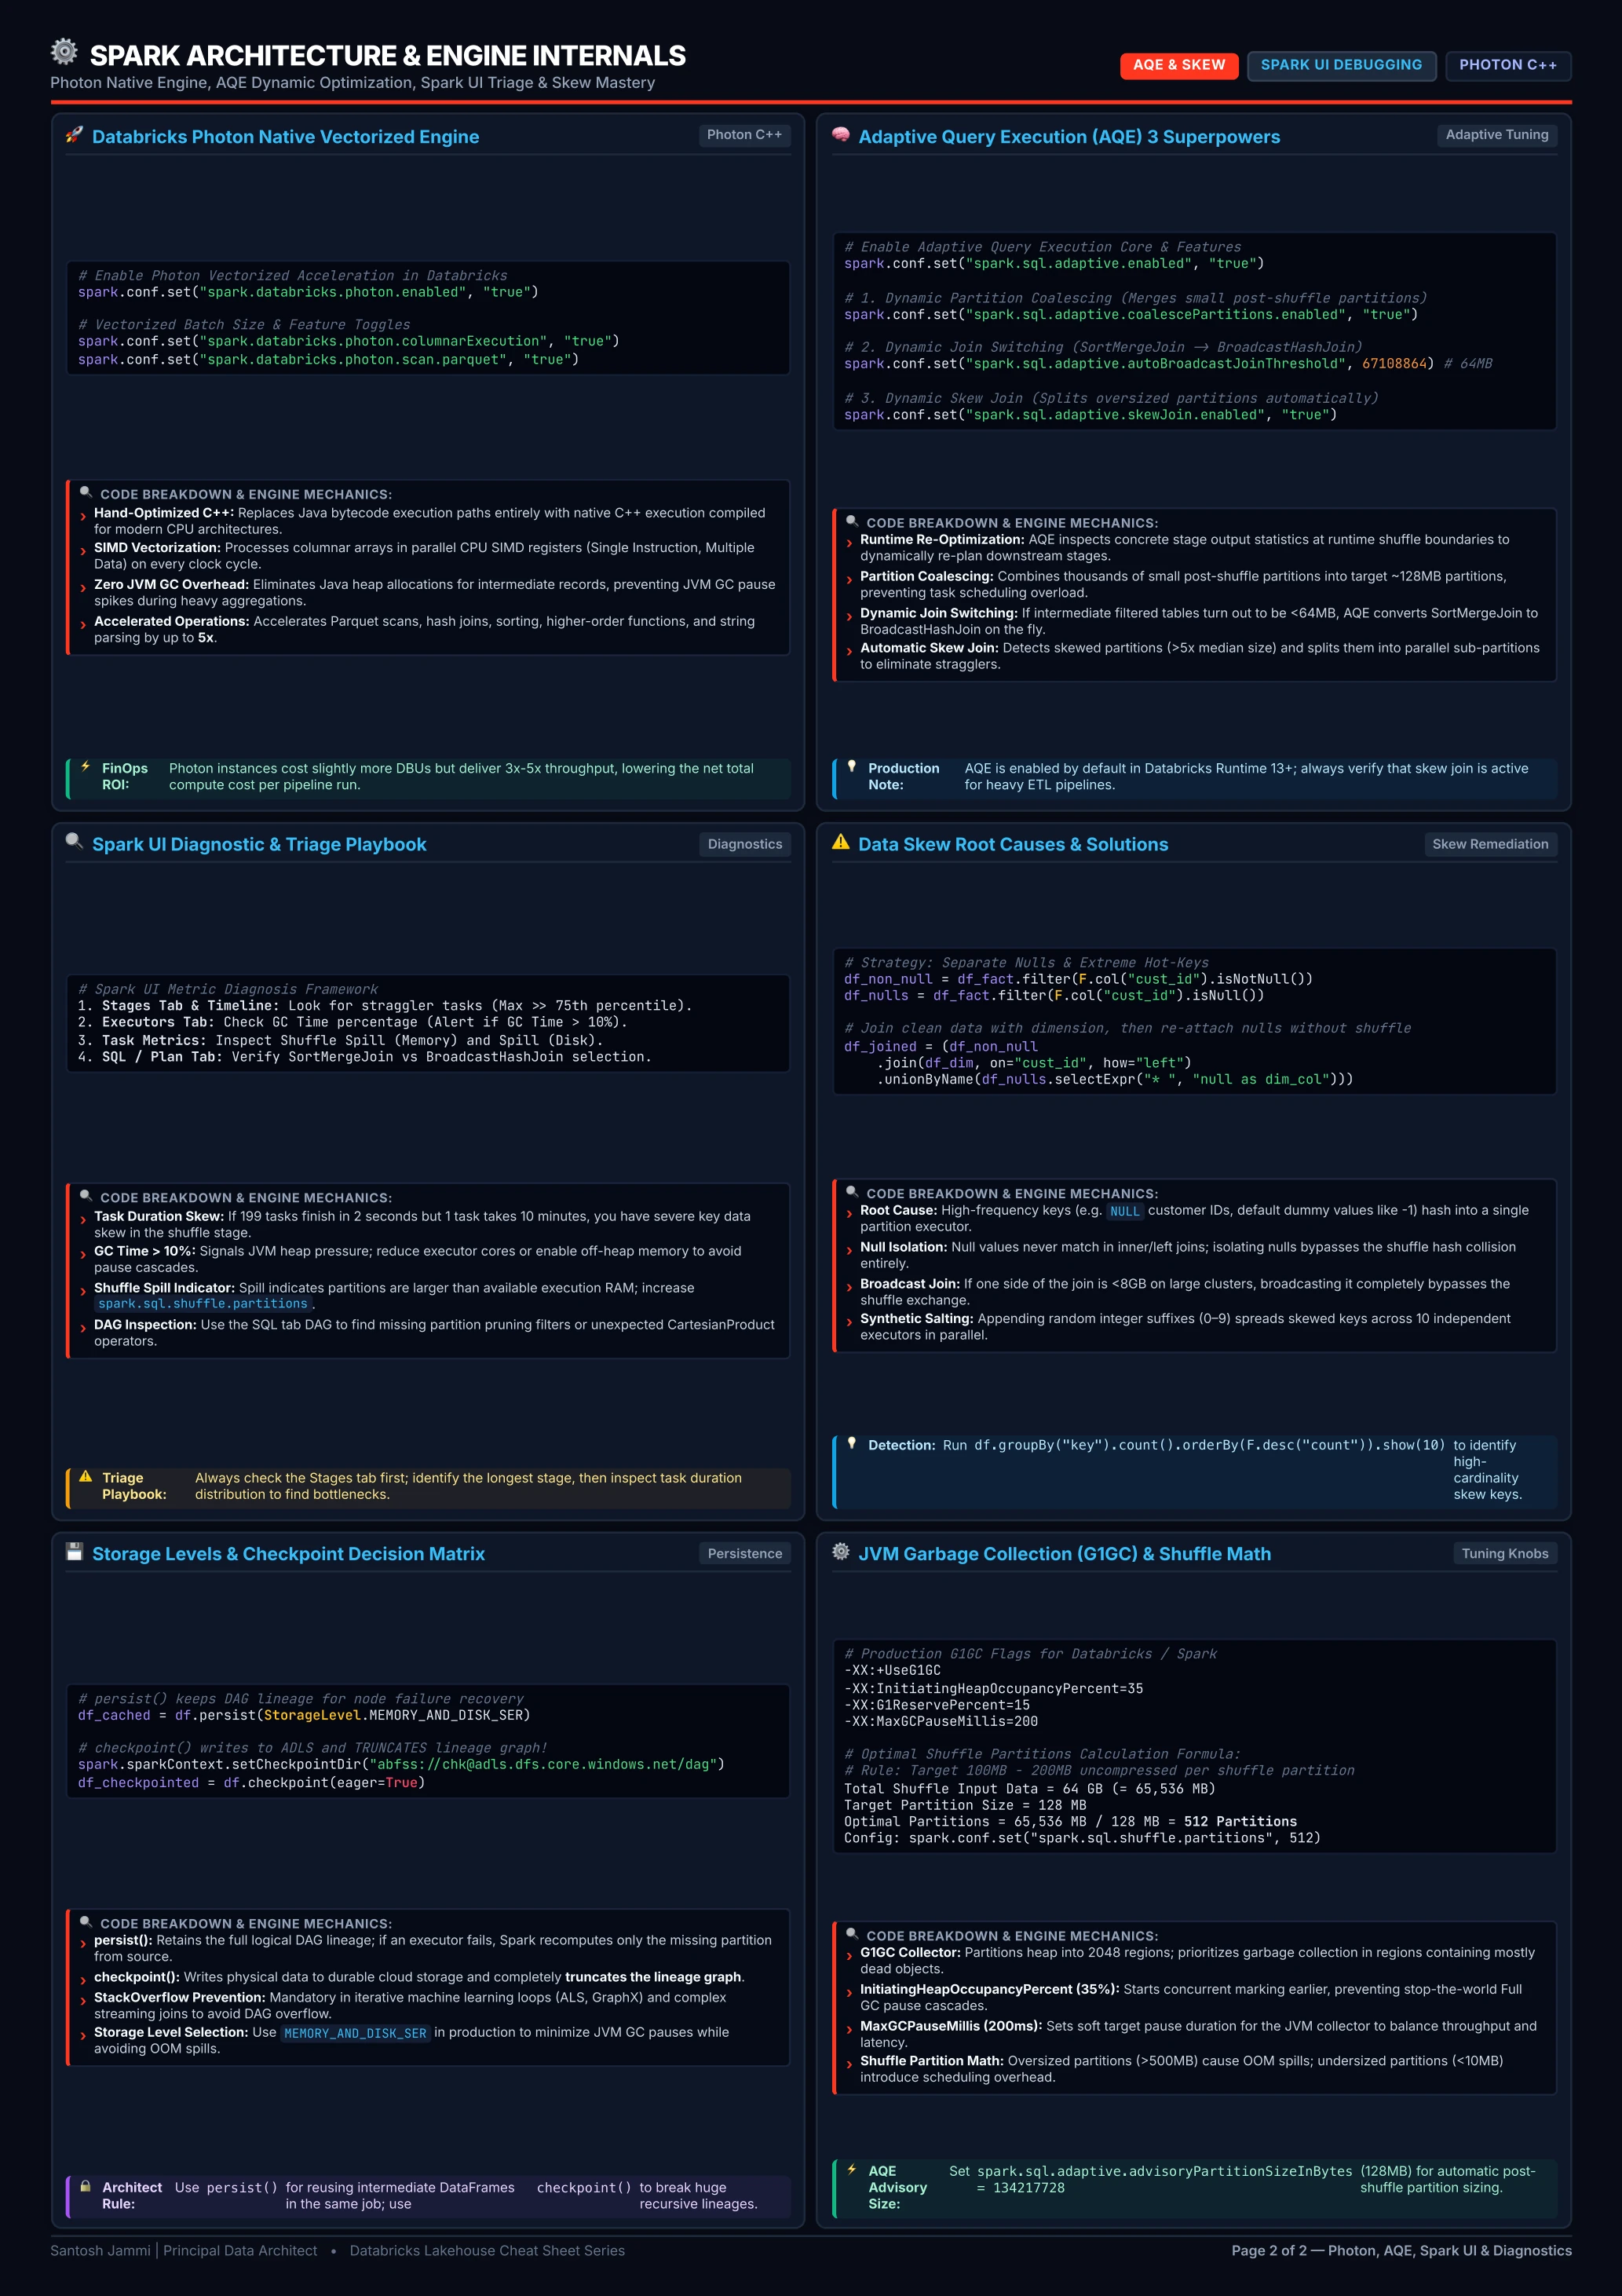 SPARK ARCHITECTURE & ENGINE INTERNALS
Photon Native Engine, AQE Dynamic Optimization, Spark UI Triage & Skew Mastery
AQE & SKEW
SPARK UI DEBUGGING
PHOTON C++
Databricks Photon Native Vectorized Engine
Photon C++
# Enable Photon Vectorized Acceleration in Databricks
spark.conf.set("spark.databricks.photon.enabled", "true")
# Vectorized Batch Size & Feature Toggles
spark.conf.set("spark.databricks.photon.columnarExecution", "true")
spark.conf.set("spark.databricks.photon.scan.parquet", "true")
CODE BREAKDOWN & ENGINE MECHANICS:
› Hand-Optimized C++: Replaces Java bytecode execution paths entirely with native C++ execution compiled
for modern CPU architectures.
› SIMD Vectorization: Processes columnar arrays in parallel CPU SIMD registers (Single Instruction, Multiple
Data) on every clock cycle.
› Zero JVM GC Overhead: Eliminates Java heap allocations for intermediate records, preventing JVM GC pause
spikes during heavy aggregations.
› Accelerated Operations: Accelerates Parquet scans, hash joins, sorting, higher-order functions, and string
parsing by up to 5x.
FinOps ROI:
Photon instances cost slightly more DBUs but deliver 3x-5x throughput, lowering the net total
compute cost per pipeline run.
Adaptive Query Execution (AQE) 3 Superpowers
Adaptive Tuning
# Enable Adaptive Query Execution Core & Features
spark.conf.set("spark.sql.adaptive.enabled", "true")
# 1. Dynamic Partition Coalescing (Merges small post-shuffle partitions)
spark.conf.set("spark.sql.adaptive.coalescePartitions.enabled", "true")
# 2. Dynamic Join Switching (SortMergeJoin -> BroadcastHashJoin)
spark.conf.set("spark.sql.adaptive.autoBroadcastJoinThreshold", 67108864) # 64MB
# 3. Dynamic Skew Join (Splits oversized partitions automatically)
spark.conf.set("spark.sql.adaptive.skewJoin.enabled", "true")
CODE BREAKDOWN & ENGINE MECHANICS:
› Runtime Re-Optimization: AQE inspects concrete stage output statistics at runtime shuffle boundaries to
dynamically re-plan downstream stages.
› Partition Coalescing: Combines thousands of small post-shuffle partitions into target ~128MB partitions,
preventing task scheduling overload.
› Dynamic Join Switching: If intermediate filtered tables turn out to be <64MB, AQE converts SortMergeJoin to
BroadcastHashJoin on the fly.
› Automatic Skew Join: Detects skewed partitions (>5x median size) and splits them into parallel sub-partitions
to eliminate stragglers.
Production Note:
AQE is enabled by default in Databricks Runtime 13+; always verify that skew join is active
for heavy ETL pipelines.
Spark UI Diagnostic & Triage Playbook
Diagnostics
# Spark UI Metric Diagnosis Framework
1. Stages Tab & Timeline: Look for straggler tasks (Max >> 75th percentile).
2. Executors Tab: Check GC Time percentage (Alert if GC Time > 10%).
3. Task Metrics: Inspect Shuffle Spill (Memory) and Spill (Disk).
4. SQL / Plan Tab: Verify SortMergeJoin vs BroadcastHashJoin selection.
CODE BREAKDOWN & ENGINE MECHANICS:
› Task Duration Skew: If 199 tasks finish in 2 seconds but 1 task takes 10 minutes, you have severe key data
skew in the shuffle stage.
› GC Time > 10%: Signals JVM heap pressure; reduce executor cores or enable off-heap memory to avoid
pause cascades.
› Shuffle Spill Indicator: Spill indicates partitions are larger than available execution RAM; increase
spark.sql.shuffle.partitions.
› DAG Inspection: Use the SQL tab DAG to find missing partition pruning filters or unexpected CartesianProduct
operators.
Triage Playbook:
Always check the Stages tab first; identify the longest stage, then inspect task duration
distribution to find bottlenecks.
Data Skew Root Causes & Solutions
Skew Remediation
# Strategy: Separate Nulls & Extreme Hot-Keys
df_non_null = df_fact.filter(F.col("cust_id").isNotNull())
df_nulls = df_fact.filter(F.col("cust_id").isNull())
# Join clean data with dimension, then re-attach nulls without shuffle
df_joined = (df_non_null
.join(df_dim, on="cust_id", how="left")
.unionByName(df_nulls.selectExpr("* ", "null as dim_col")))
CODE BREAKDOWN & ENGINE MECHANICS:
› Root Cause: High-frequency keys (e.g. NULL customer IDs, default dummy values like -1) hash into a single
partition executor.
› Null Isolation: Null values never match in inner/left joins; isolating nulls bypasses the shuffle hash collision
entirely.
› Broadcast Join: If one side of the join is <8GB on large clusters, broadcasting it completely bypasses the
shuffle exchange.
› Synthetic Salting: Appending random integer suffixes (0–9) spreads skewed keys across 10 independent
executors in parallel.
Detection: Run df.groupBy("key").count().orderBy(F.desc("count")).show(10) to identify
high-
cardinality
skew keys.
Storage Levels & Checkpoint Decision Matrix
Persistence
# persist() keeps DAG lineage for node failure recovery
df_cached = df.persist(StorageLevel.MEMORY_AND_DISK_SER)
# checkpoint() writes to ADLS and TRUNCATES lineage graph!
spark.sparkContext.setCheckpointDir("abfss://chk@adls.dfs.core.windows.net/dag")
df_checkpointed = df.checkpoint(eager=True)
CODE BREAKDOWN & ENGINE MECHANICS:
› persist(): Retains the full logical DAG lineage; if an executor fails, Spark recomputes only the missing partition
from source.
› checkpoint(): Writes physical data to durable cloud storage and completely truncates the lineage graph.
› StackOverflow Prevention: Mandatory in iterative machine learning loops (ALS, GraphX) and complex
streaming joins to avoid DAG overflow.
› Storage Level Selection: Use MEMORY_AND_DISK_SER in production to minimize JVM GC pauses while
avoiding OOM spills.
Architect Rule:
Use persist() for reusing intermediate DataFrames
in the same job; use
checkpoint() to break huge
recursive lineages.
JVM Garbage Collection (G1GC) & Shuffle Math
Tuning Knobs
# Production G1GC Flags for Databricks / Spark
-XX:+UseG1GC
-XX:InitiatingHeapOccupancyPercent=35
-XX:G1ReservePercent=15
-XX:MaxGCPauseMillis=200
# Optimal Shuffle Partitions Calculation Formula:
# Rule: Target 100MB - 200MB uncompressed per shuffle partition
Total Shuffle Input Data = 64 GB (= 65,536 MB)
Target Partition Size = 128 MB
Optimal Partitions = 65,536 MB / 128 MB = 512 Partitions
Config: spark.conf.set("spark.sql.shuffle.partitions", 512)
CODE BREAKDOWN & ENGINE MECHANICS:
› G1GC Collector: Partitions heap into 2048 regions; prioritizes garbage collection in regions containing mostly
dead objects.
› InitiatingHeapOccupancyPercent (35%): Starts concurrent marking earlier, preventing stop-the-world Full
GC pause cascades.
› MaxGCPauseMillis (200ms): Sets soft target pause duration for the JVM collector to balance throughput and
latency.
› Shuffle Partition Math: Oversized partitions (>500MB) cause OOM spills; undersized partitions (<10MB)
introduce scheduling overhead.
AQE Advisory Size:
Set spark.sql.adaptive.advisoryPartitionSizeInBytes
= 134217728
(128MB) for automatic post-
shuffle partition sizing.
Santosh Jammi | Principal Data Architect • Databricks Lakehouse Cheat Sheet Series
Page 2 of 2 — Photon, AQE, Spark UI & Diagnostics